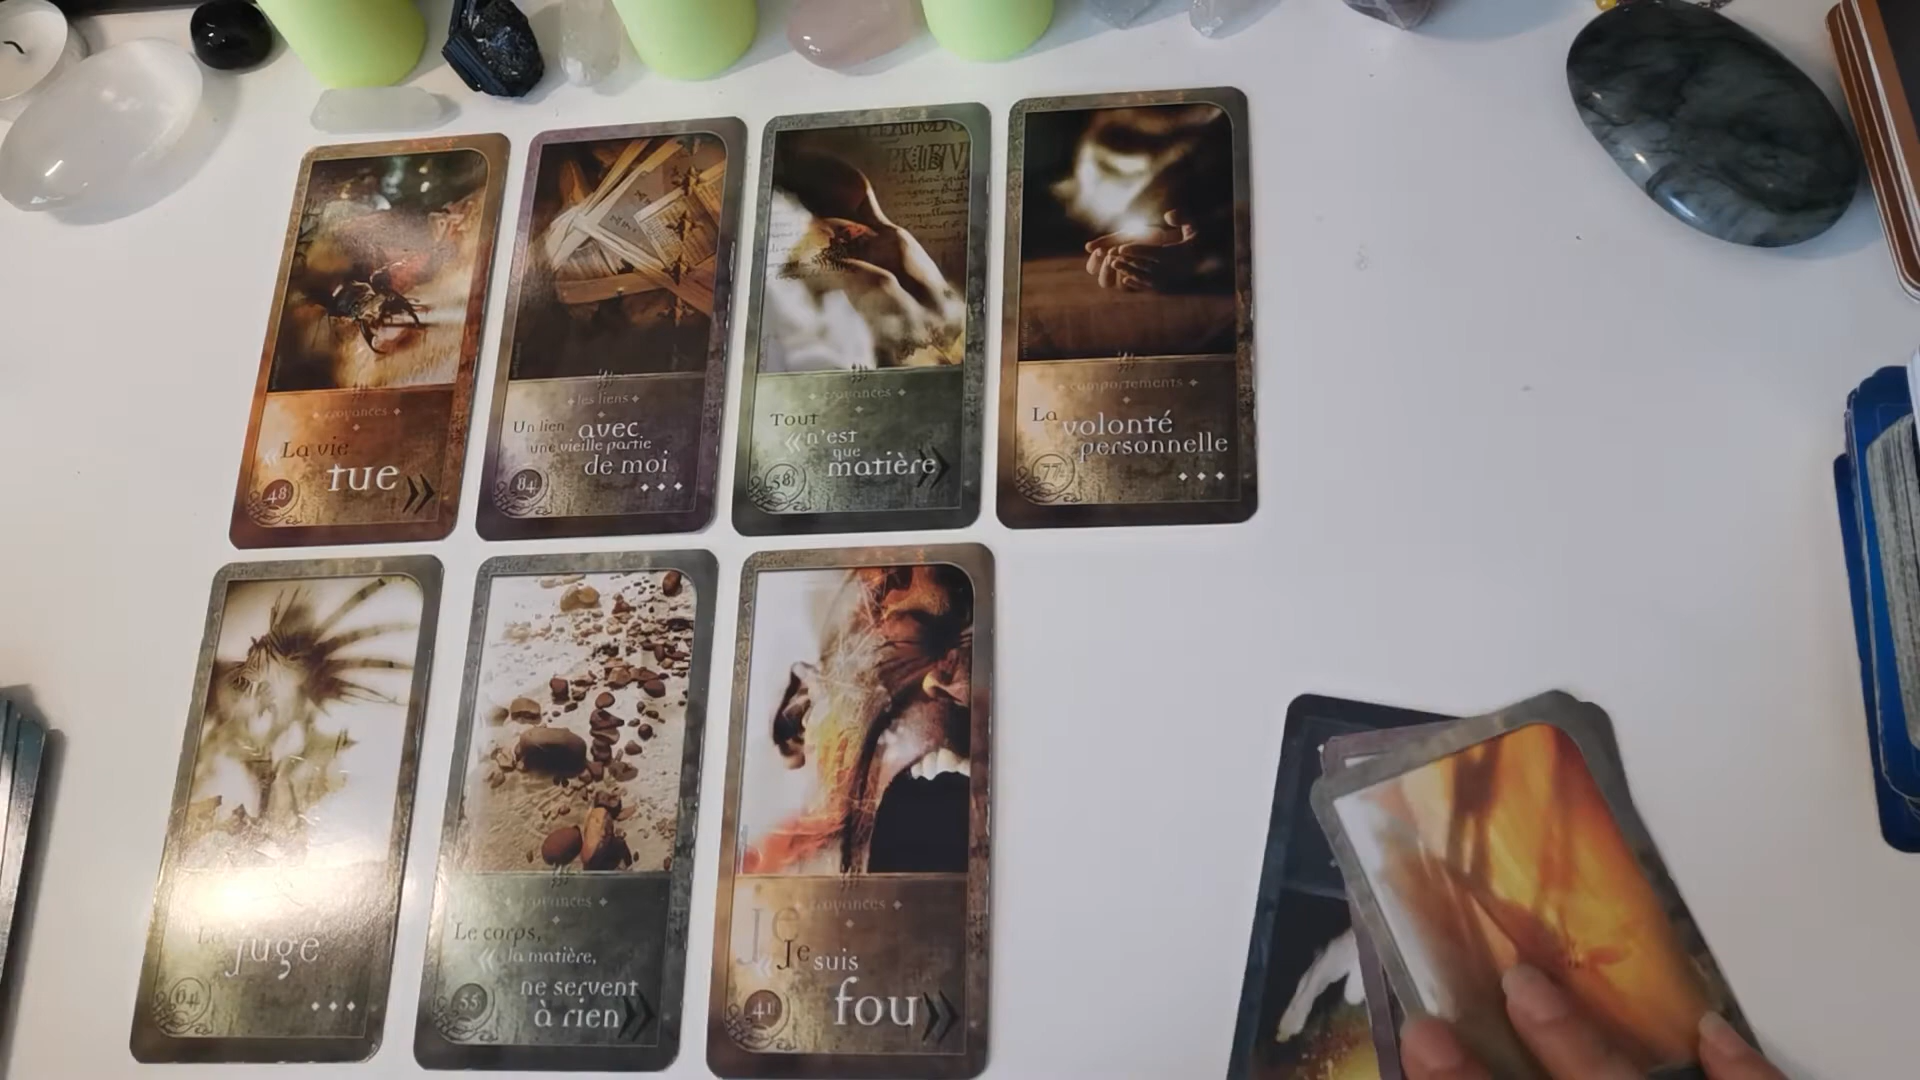 croyances
La vie
« tue »
48
les liens
Un lien avec
une vieille partie
de moi
84
croyances
Tout
« n'est
que
matière »
58
comportements
La volonté
personnelle
77
juge
64
croyances
Le corps,
« la matière,
ne servent
à rien »
55
croyances
Je
« Je suis
fou »
41